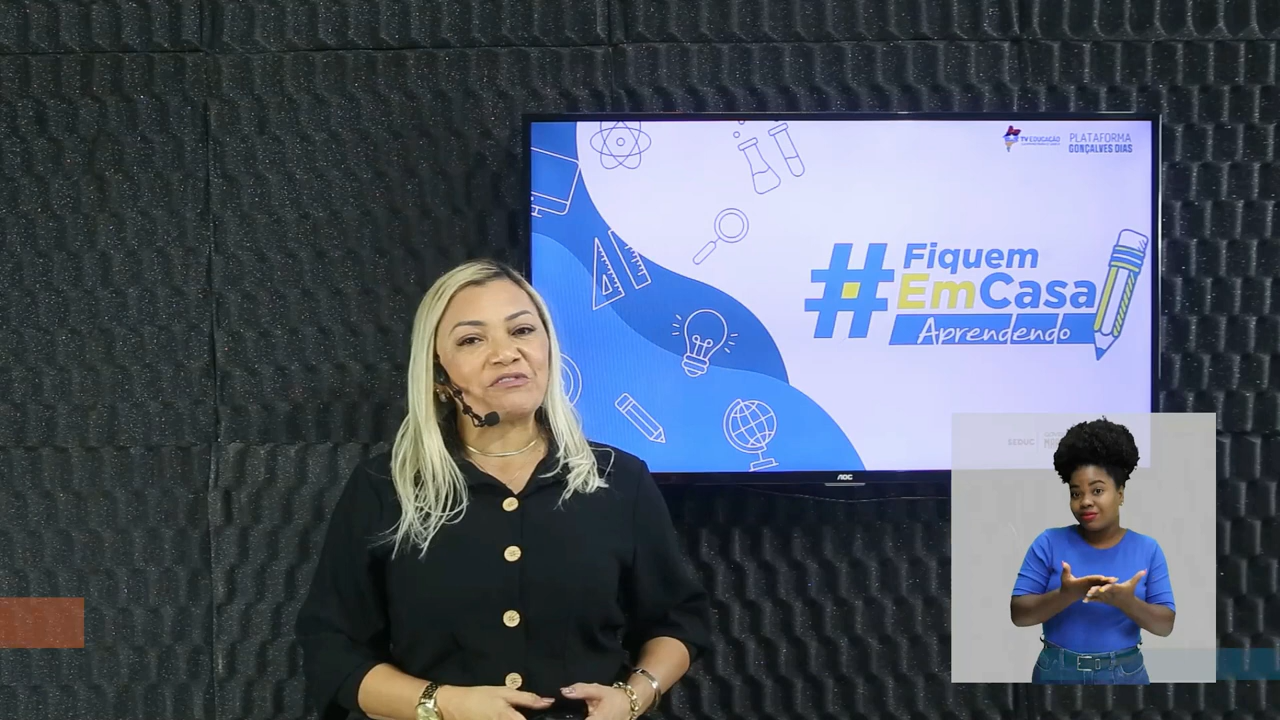 TV EDUCAÇÃO
PLATAFORMA
GONÇALVES DIAS
#Fiquem
EmCasa
Aprendendo
SEDUC
AOC